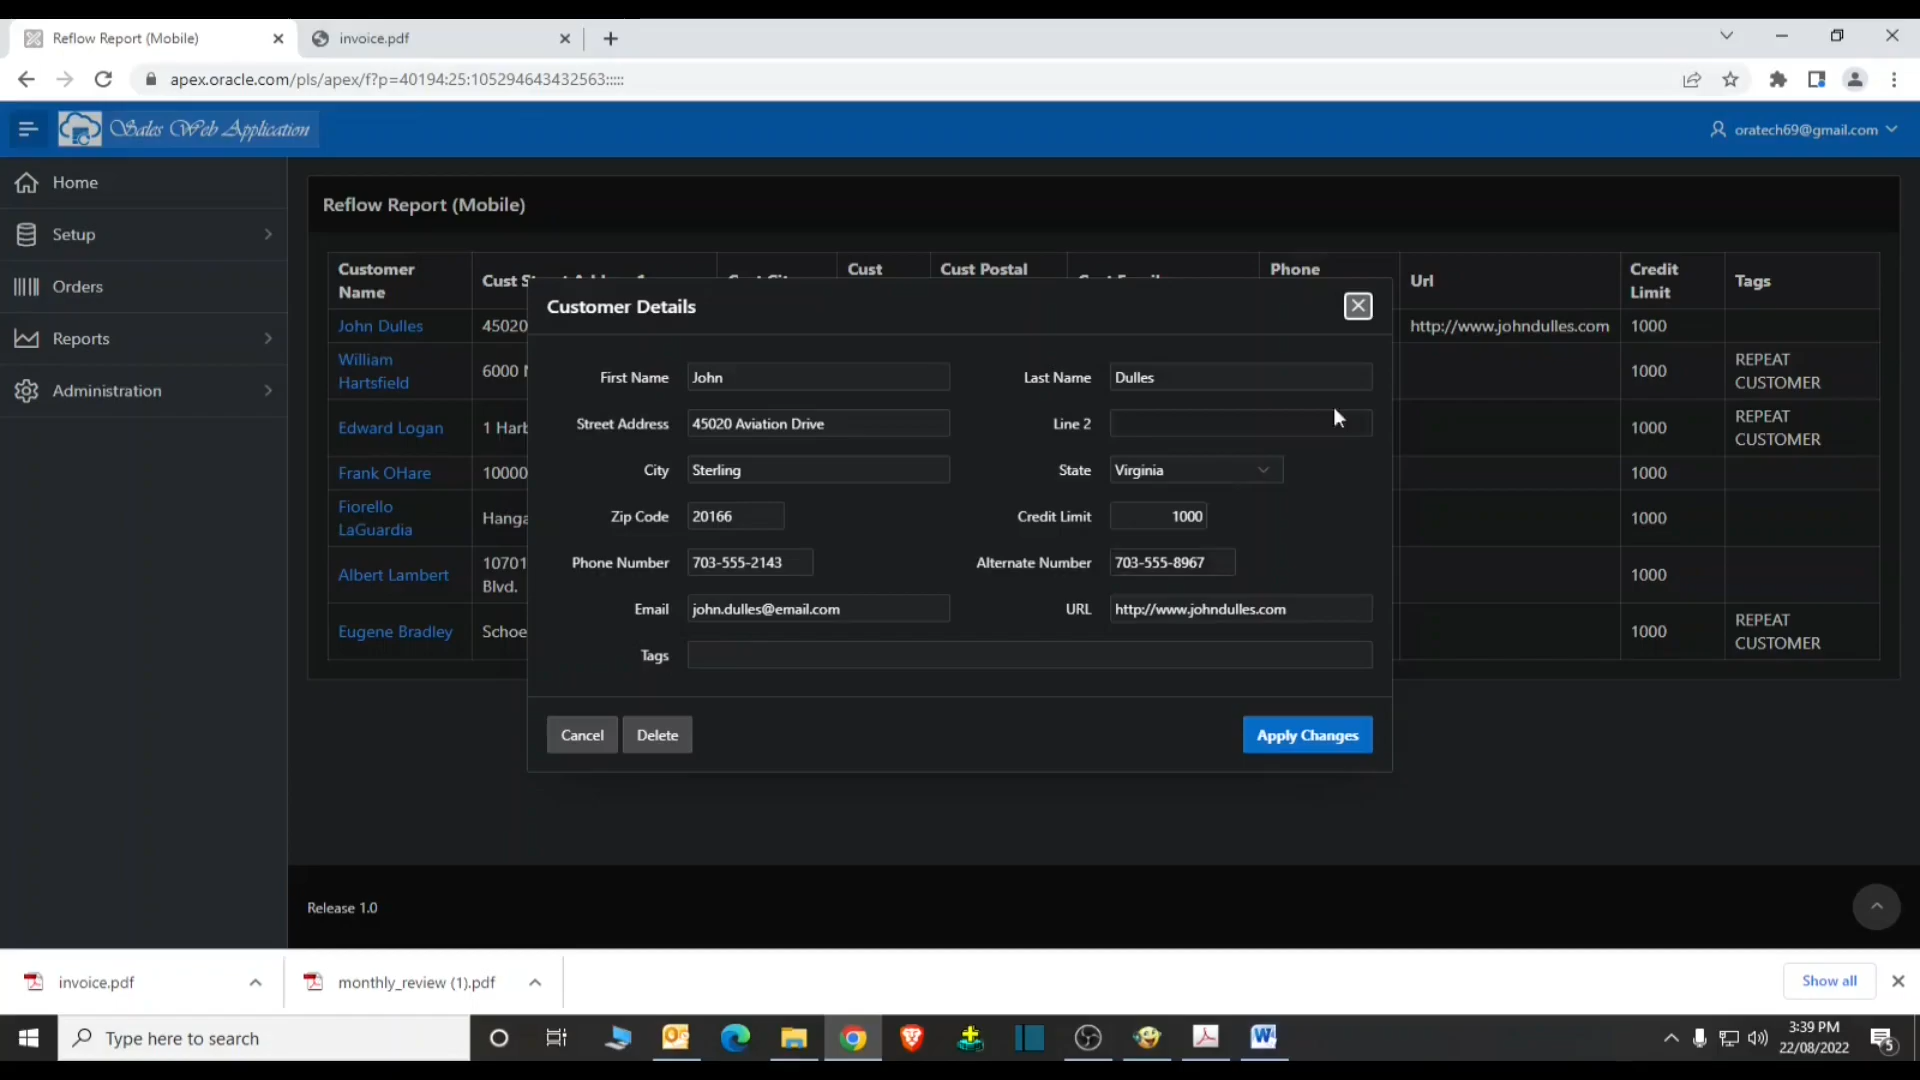 Reflow Report (Mobile)
invoice.pdf
apex.oracle.com/pls/apex/f?p=40194:25:105294643432563:::::
Sales Web Application
oratech69@gmail.com
Home
Setup
Orders
Reports
Administration
Reflow Report (Mobile)
Customer Name
Cust
Cust
Cust Postal
Phone
Url
Credit Limit
Tags
John Dulles
45020
http://www.johndulles.com
1000
William Hartsfield
6000
1000
REPEAT CUSTOMER
Edward Logan
1 Harb
1000
REPEAT CUSTOMER
Frank OHare
10000
1000
Fiorello LaGuardia
Hanga
1000
Albert Lambert
10701
Blvd.
1000
Eugene Bradley
Schoe
1000
REPEAT CUSTOMER
Customer Details
First Name
John
Last Name
Dulles
Street Address
45020 Aviation Drive
Line 2
City
Sterling
State
Virginia
Zip Code
20166
Credit Limit
1000
Phone Number
703-555-2143
Alternate Number
703-555-8967
Email
john.dulles@email.com
URL
http://www.johndulles.com
Tags
Cancel
Delete
Apply Changes
Release 1.0
invoice.pdf
monthly_review (1).pdf
Show all
Type here to search
3:39 PM
22/08/2022
5